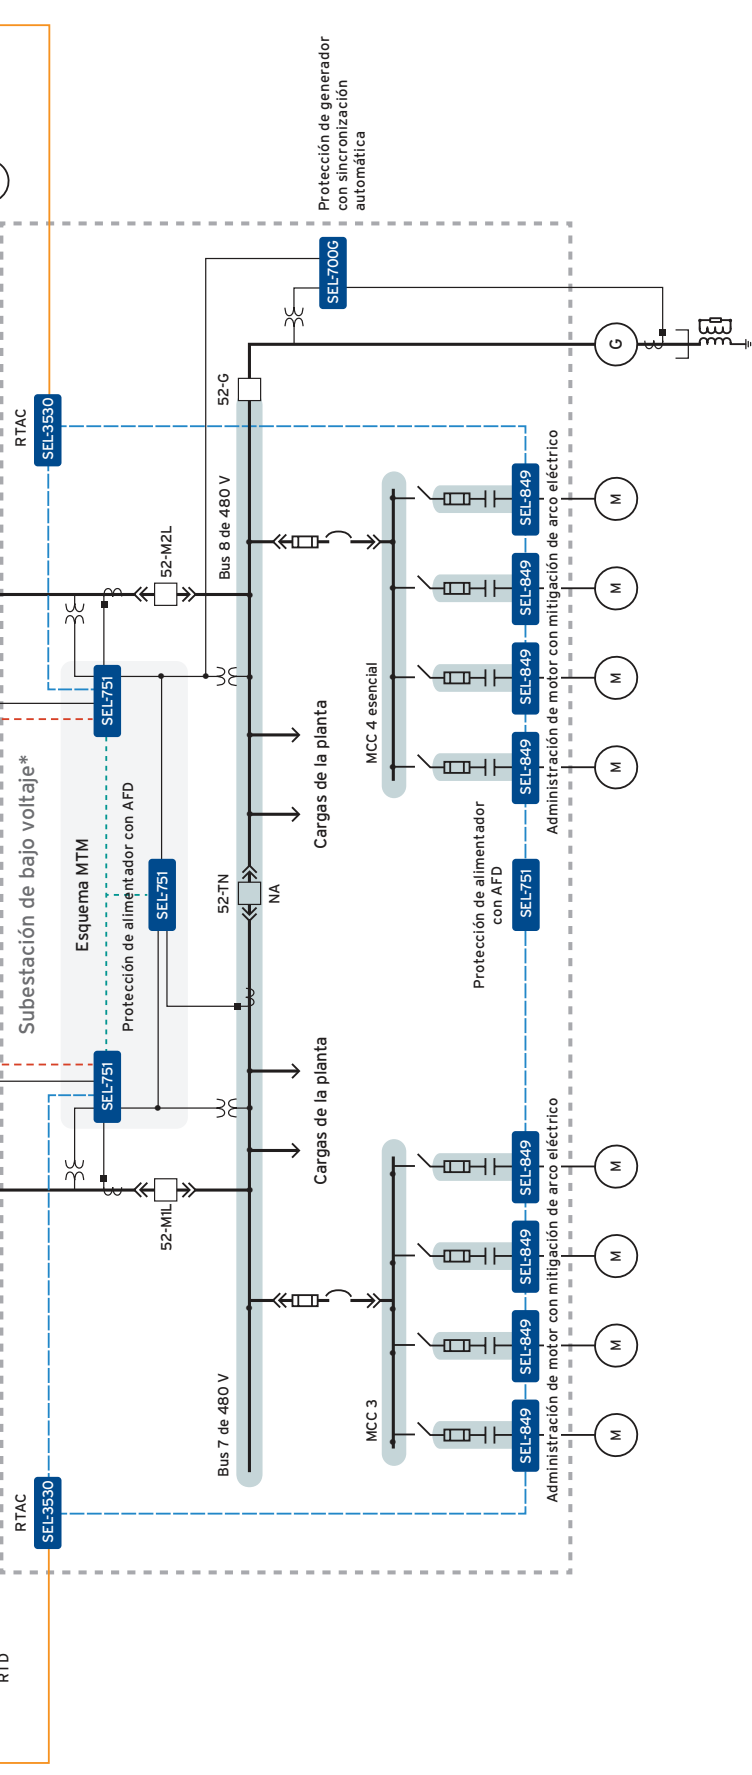 RTD
RTAC
Subestación de bajo voltaje*
RTAC
SEL-3530
SEL-3530
Esquema MTM
SEL-751
SEL-751
Protección de alimentador con AFD
SEL-751
52-M1L
52-M2L
Bus 7 de 480 V
52-TN
Bus 8 de 480 V
52-G
NA
Cargas de la planta
Cargas de la planta
SEL-700G
Protección de generador
con sincronización
automática
MCC 3
MCC 4 esencial
Protección de alimentador
con AFD
SEL-849
SEL-849
SEL-849
SEL-849
SEL-751
SEL-849
SEL-849
SEL-849
SEL-849
Administración de motor con mitigación de arco eléctrico
Administración de motor con mitigación de arco eléctrico
M
M
M
M
M
M
M
M
G